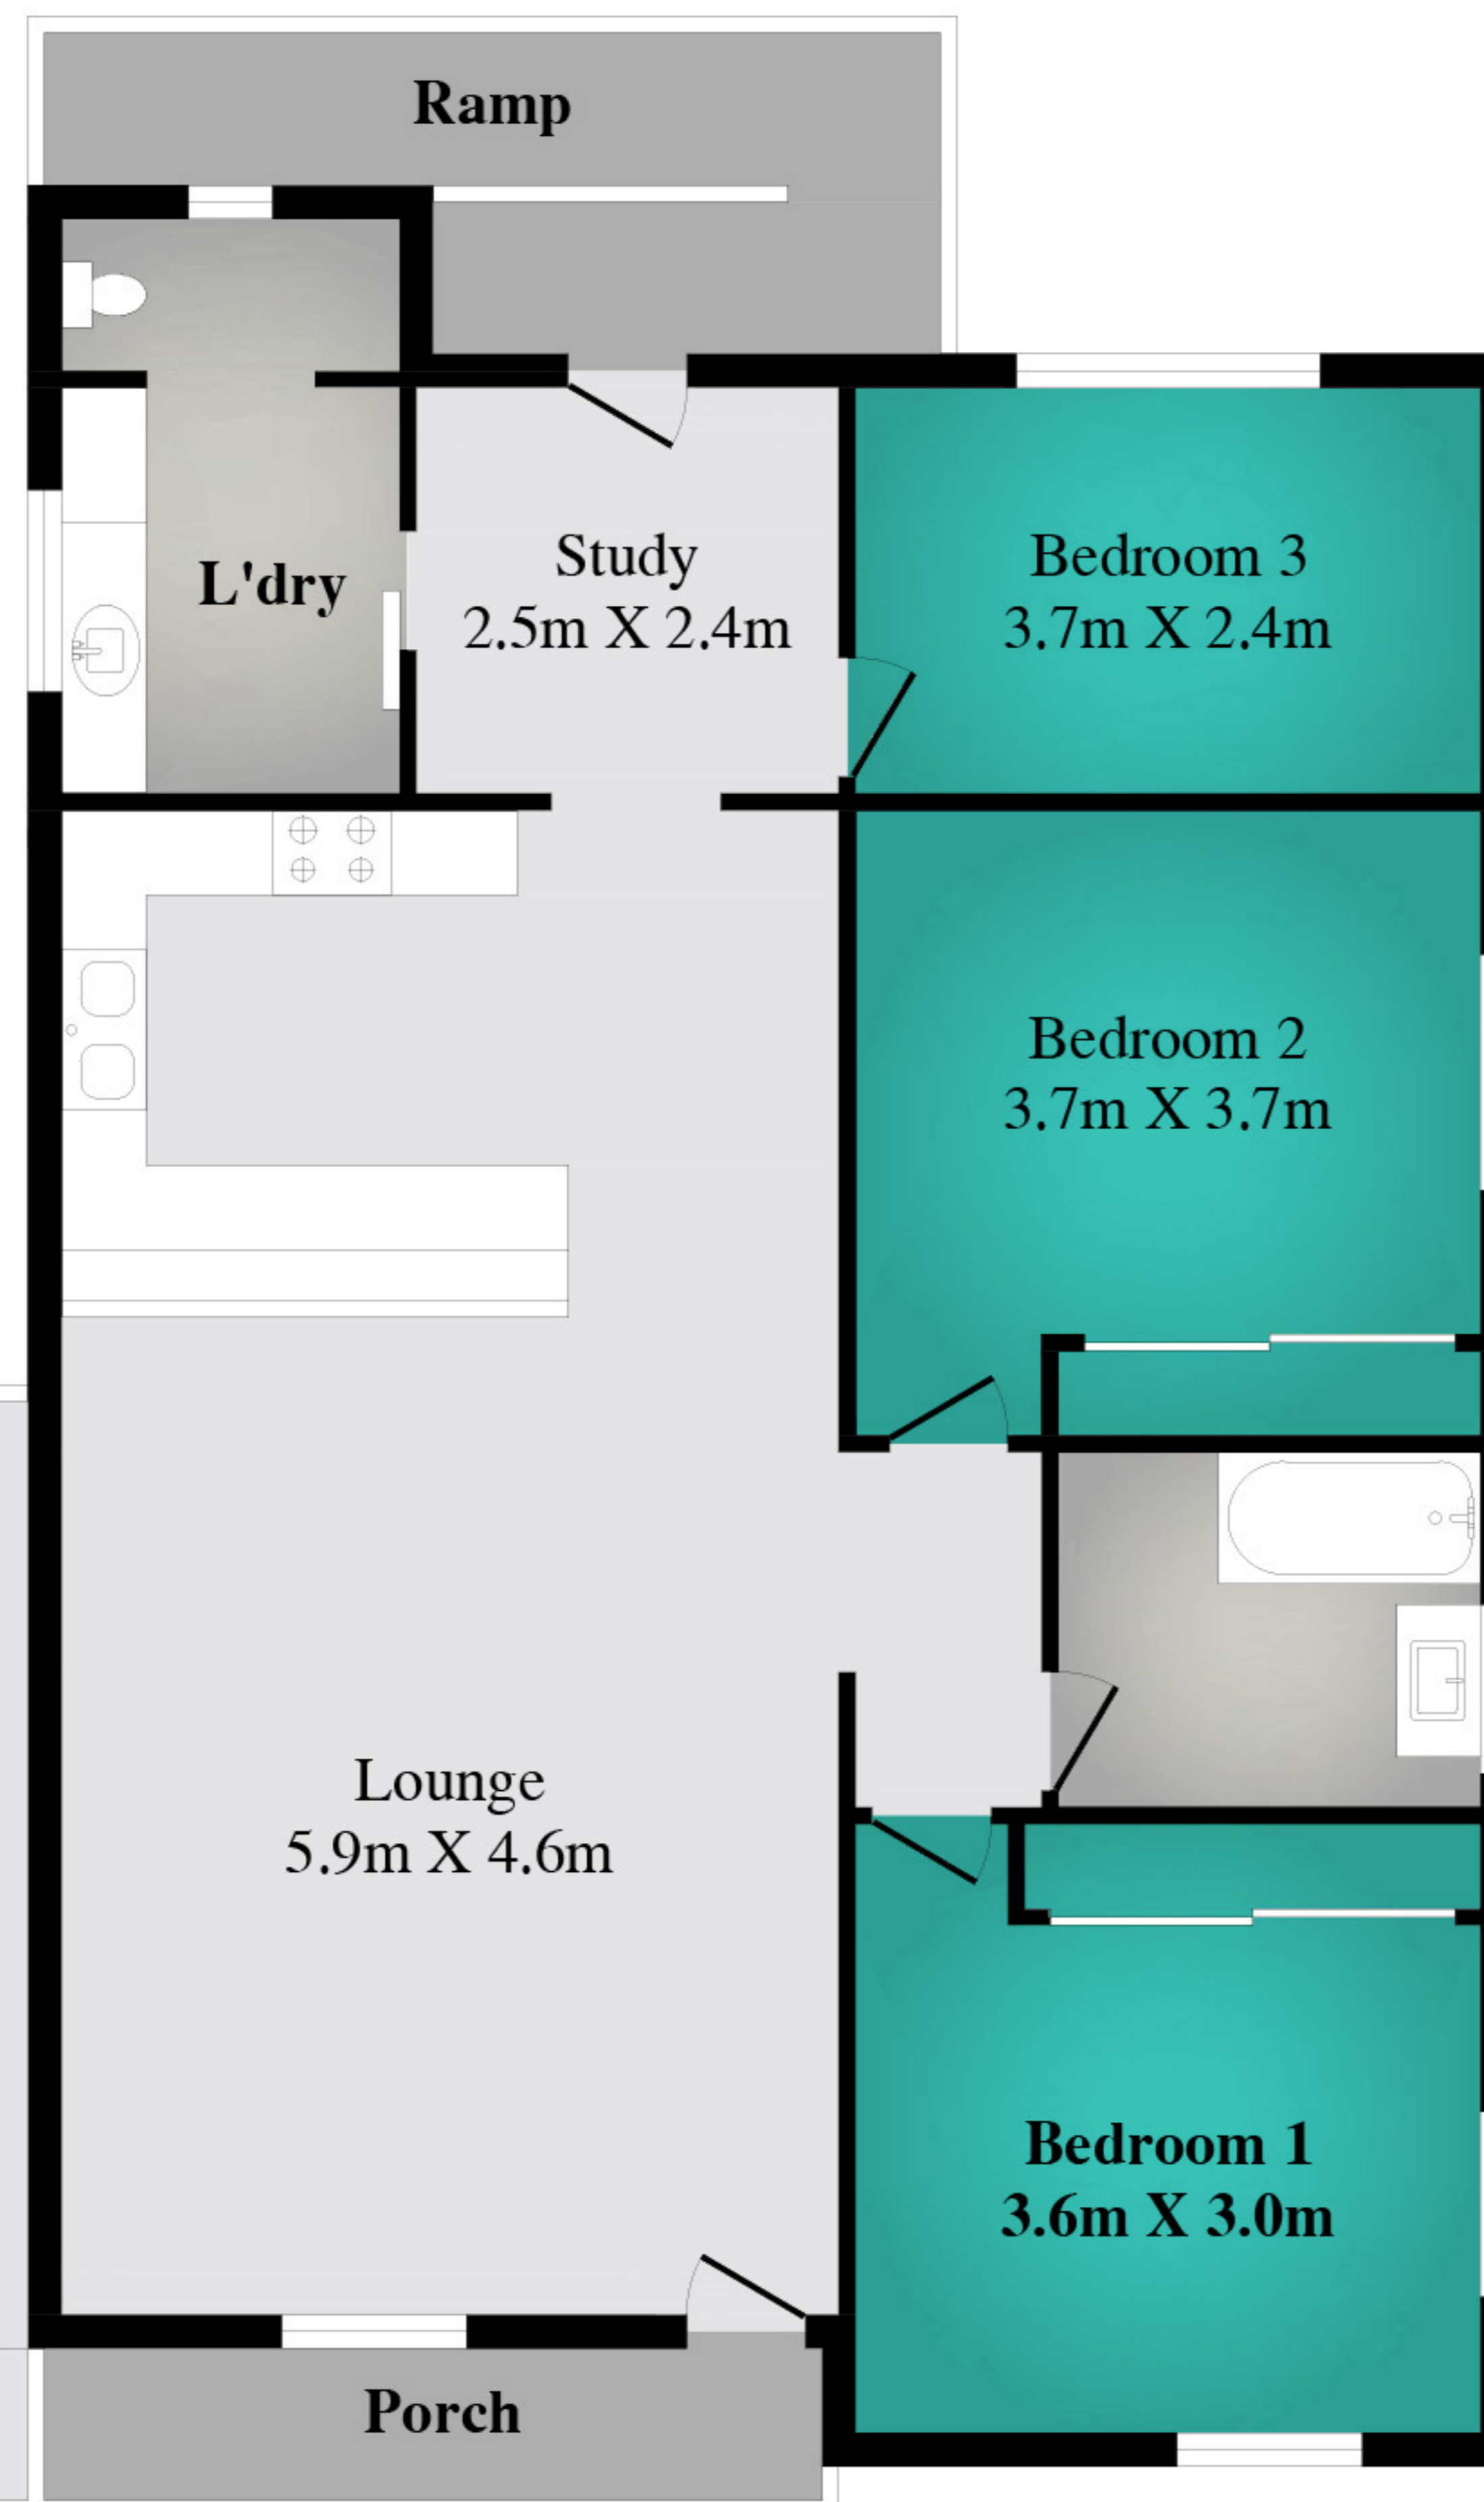 Ramp
L'dry
Study
2.5m X 2.4m
Bedroom 3
3.7m X 2.4m
Bedroom 2
3.7m X 3.7m
Lounge
5.9m X 4.6m
Bedroom 1
3.6m X 3.0m
Porch